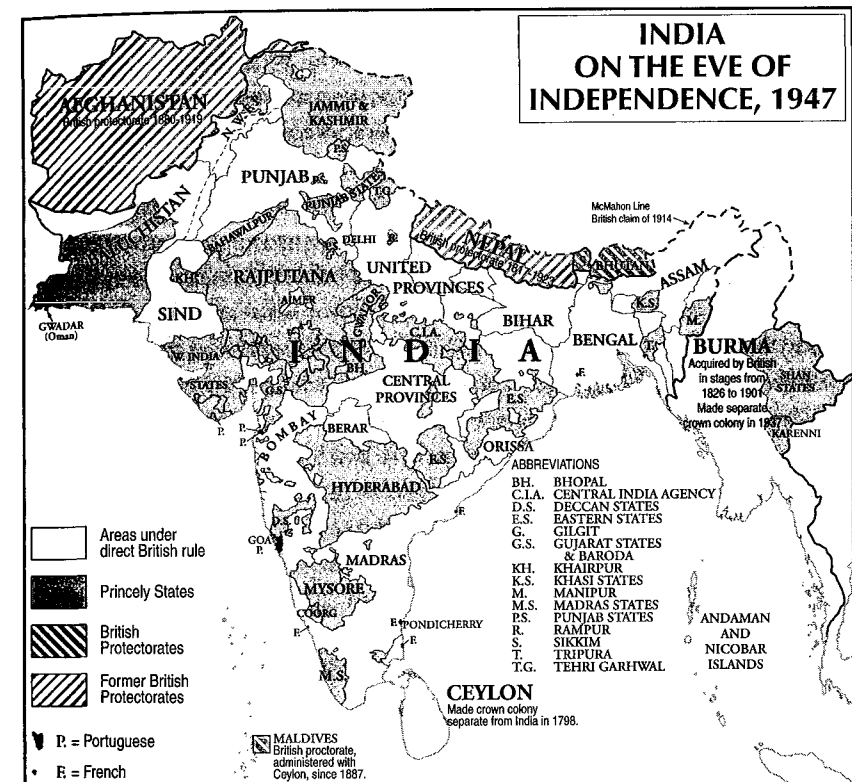 INDIA
ON THE EVE OF
INDEPENDENCE, 1947
AFGHANISTAN
British protectorate 1880-1919
N.W.F.P.
G.
JAMMU &
KASHMIR
P.S.
PUNJAB
P.S.
PUNJAB STATES
T.G.
McMahon Line
British claim of 1914
BALUCHISTAN
BAHAWALPUR
DELHI
R.
NEPAL
BHUTAN
ASSAM
KH.
RAJPUTANA
AJMER
UNITED
PROVINCES
GWALIOR
SIND
GWADAR
(Oman)
K.S.
M.
BIHAR
BENGAL
T.
C.I.A.
INDIA
BH.
W. INDIA
STATES
G.S.
CENTRAL
PROVINCES
E.S.
F.
BURMA
Acquired by British
in stages from
1826 to 1901.
Made separate
crown colony in 1937.
SHAN
STATES
KARENNI
P.
P.
P.
BOMBAY
BERAR
E.S.
ORISSA
HYDERABAD
F.
D.S.
GOA
P.
MADRAS
MYSORE
COORG
F.
F.
PONDICHERRY
F.
M.S.
ABBREVIATIONS
BH. BHOPAL
C.I.A. CENTRAL INDIA AGENCY
D.S. DECCAN STATES
E.S. EASTERN STATES
G. GILGIT
G.S. GUJARAT STATES
& BARODA
KH. KHAIRPUR
K.S. KHASI STATES
M. MANIPUR
M.S. MADRAS STATES
P.S. PUNJAB STATES
R. RAMPUR
S. SIKKIM
T. TRIPURA
T.G. TEHRI GARHWAL
ANDAMAN
AND
NICOBAR
ISLANDS
CEYLON
Made crown colony
separate from India in 1798.
MALDIVES
British proctorate,
administered with
Ceylon, since 1887.
Areas under
direct British rule
Princely States
British
Protectorates
Former British
Protectorates
P. = Portuguese
F. = French